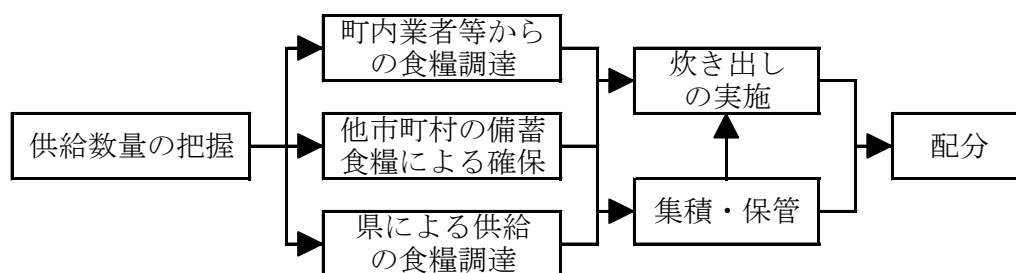 供給数量の把握
町内業者等から
の食糧調達
他市町村の備蓄
食糧による確保
県による供給
の食糧調達
炊き出し
の実施
集積・保管
配分